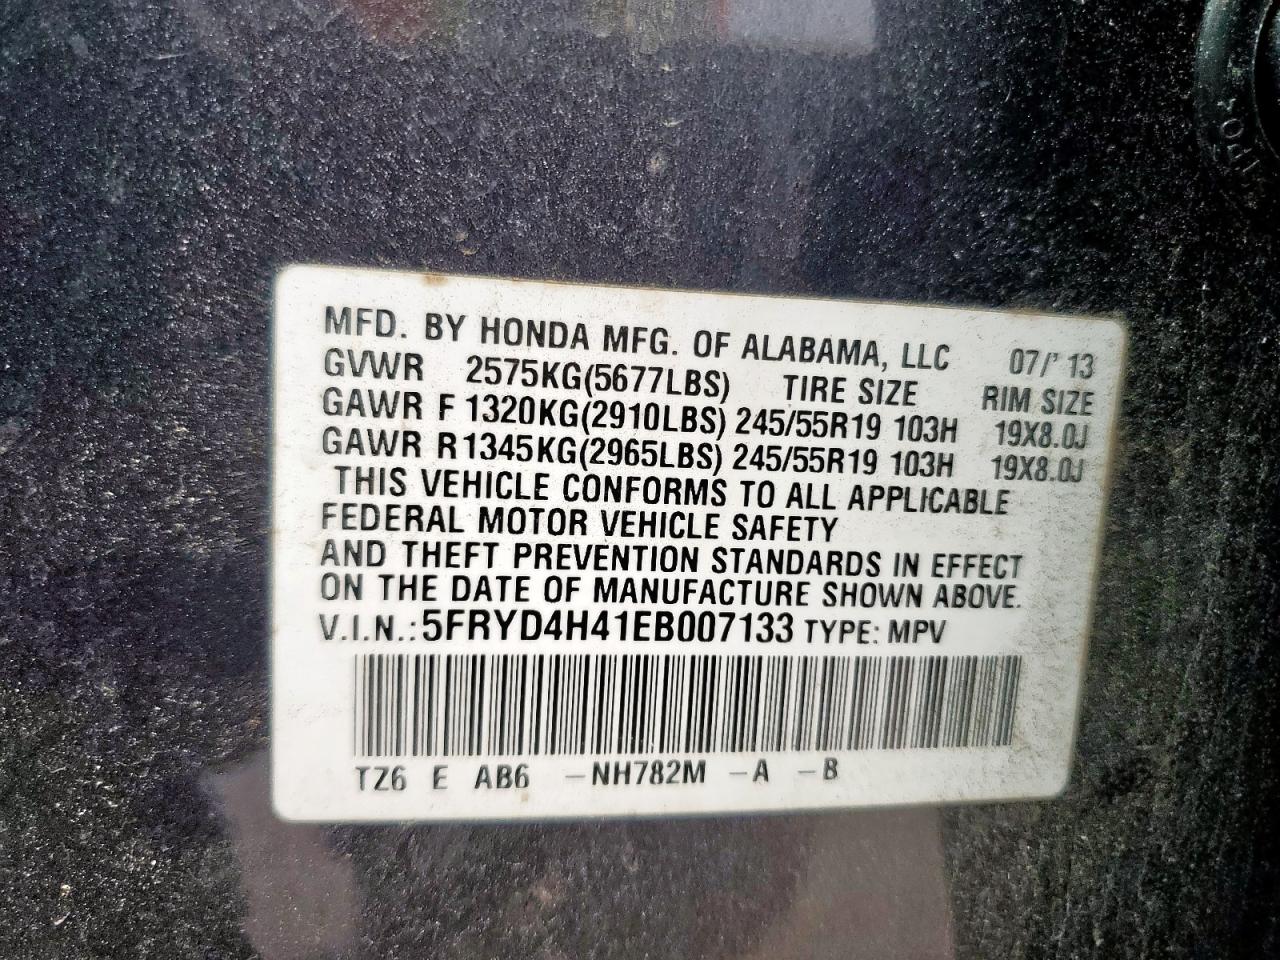 MFD. BY HONDA MFG. OF ALABAMA, LLC 07/'13
GVWR 2575KG(5677LBS) TIRE SIZE RIM SIZE
GAWR F 1320KG(2910LBS) 245/55R19 103H 19X8.0J
GAWR R 1345KG(2965LBS) 245/55R19 103H 19X8.0J
THIS VEHICLE CONFORMS TO ALL APPLICABLE
FEDERAL MOTOR VEHICLE SAFETY
AND THEFT PREVENTION STANDARDS IN EFFECT
ON THE DATE OF MANUFACTURE SHOWN ABOVE.
V.I.N.: 5FRYD4H41EB007133 TYPE: MPV
TZ6 E AB6 -NH782M -A -B